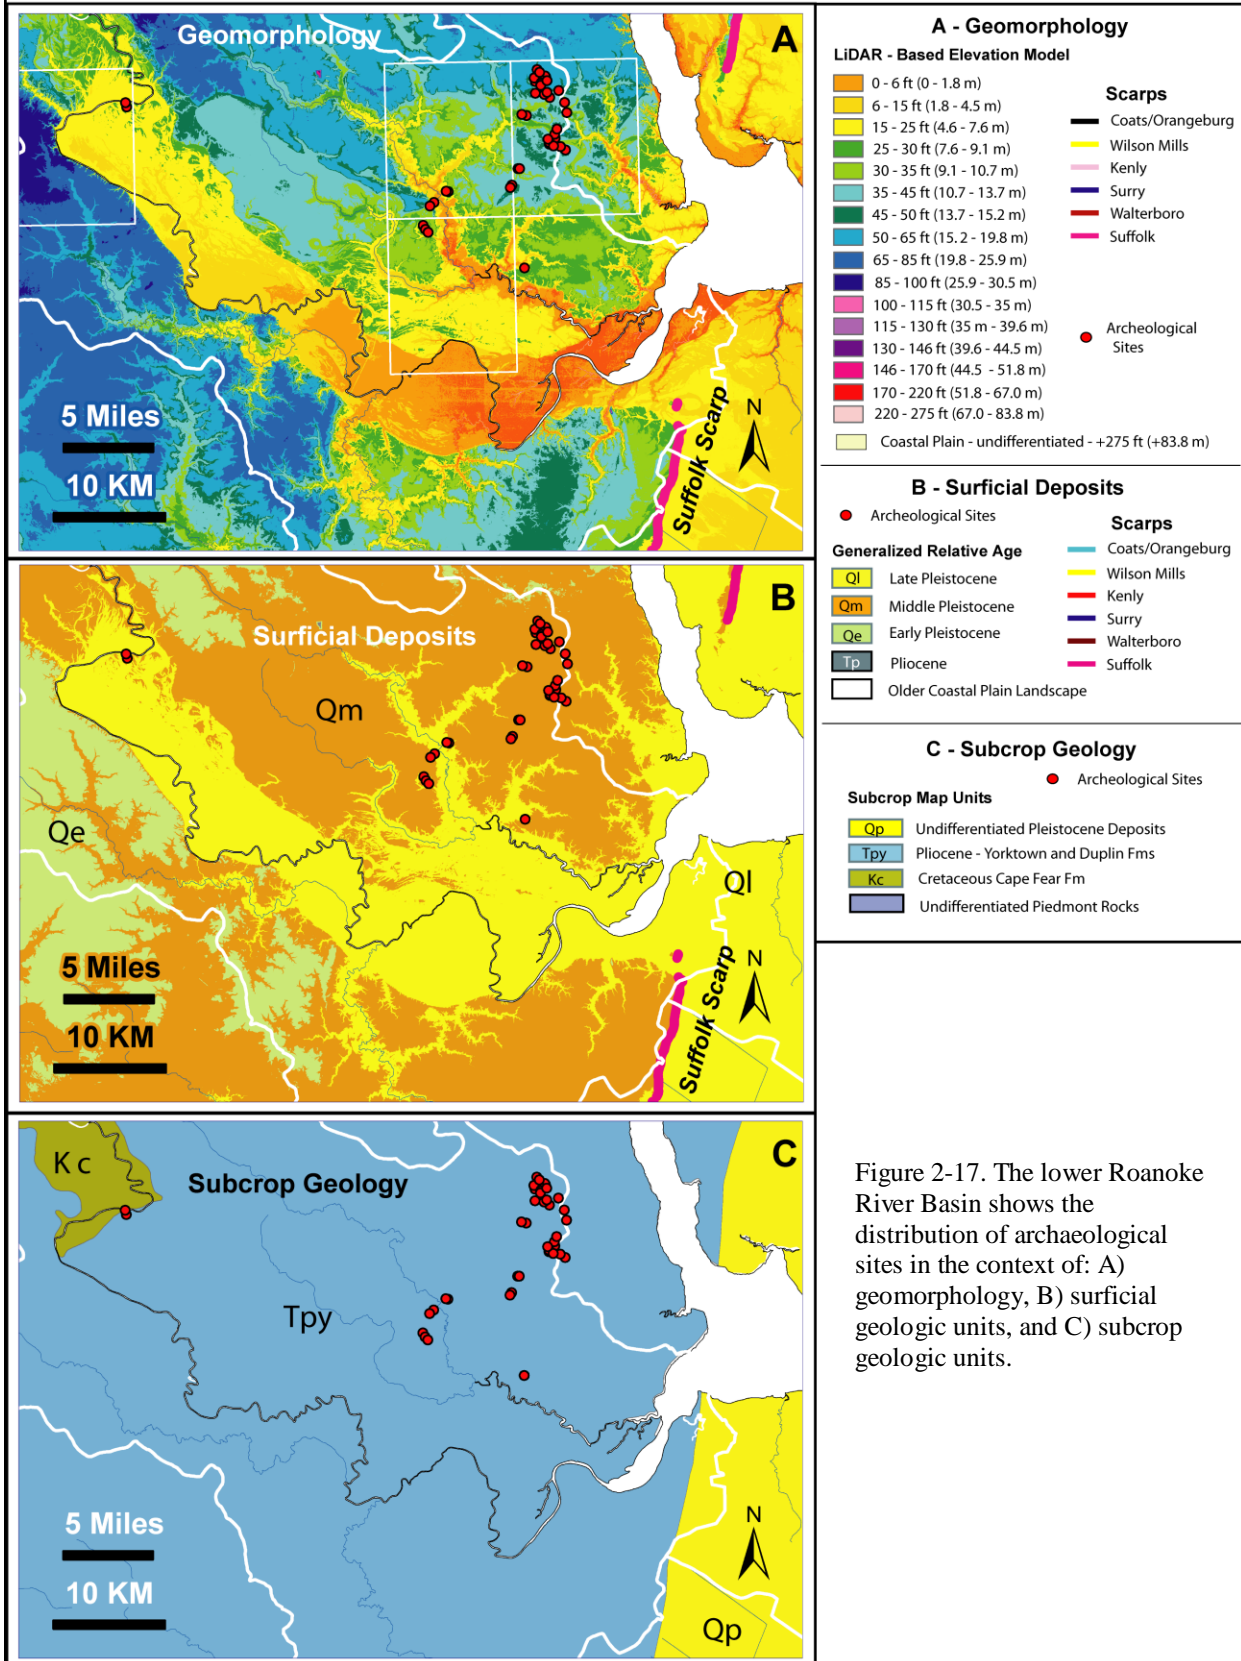 Geomorphology
A
5 Miles
10 KM
Suffolk Scarp
N
A - Geomorphology
LiDAR - Based Elevation Model
0 - 6 ft (0 - 1.8 m)
6 - 15 ft (1.8 - 4.5 m)
15 - 25 ft (4.6 - 7.6 m)
25 - 30 ft (7.6 - 9.1 m)
30 - 35 ft (9.1 - 10.7 m)
35 - 45 ft (10.7 - 13.7 m)
45 - 50 ft (13.7 - 15.2 m)
50 - 65 ft (15.2 - 19.8 m)
65 - 85 ft (19.8 - 25.9 m)
85 - 100 ft (25.9 - 30.5 m)
100 - 115 ft (30.5 - 35 m)
115 - 130 ft (35 m - 39.6 m)
130 - 146 ft (39.6 - 44.5 m)
146 - 170 ft (44.5 - 51.8 m)
170 - 220 ft (51.8 - 67.0 m)
220 - 275 ft (67.0 - 83.8 m)
Coastal Plain - undifferentiated - +275 ft (+83.8 m)
Scarps
Coats/Orangeburg
Wilson Mills
Kenly
Surry
Walterboro
Suffolk
Archeological
Sites
B
Surficial Deposits
Qm
Qe
Ql
5 Miles
10 KM
Suffolk Scarp
N
B - Surficial Deposits
Archeological Sites
Generalized Relative Age
Ql Late Pleistocene
Qm Middle Pleistocene
Qe Early Pleistocene
Tp Pliocene
Older Coastal Plain Landscape
Scarps
Coats/Orangeburg
Wilson Mills
Kenly
Surry
Walterboro
Suffolk
C - Subcrop Geology
Archeological Sites
Subcrop Map Units
Qp Undifferentiated Pleistocene Deposits
Tpy Pliocene - Yorktown and Duplin Fms
Kc Cretaceous Cape Fear Fm
Undifferentiated Piedmont Rocks
C
Kc
Subcrop Geology
Tpy
5 Miles
10 KM
N
Qp
Figure 2-17. The lower Roanoke
River Basin shows the
distribution of archaeological
sites in the context of: A)
geomorphology, B) surficial
geologic units, and C) subcrop
geologic units.